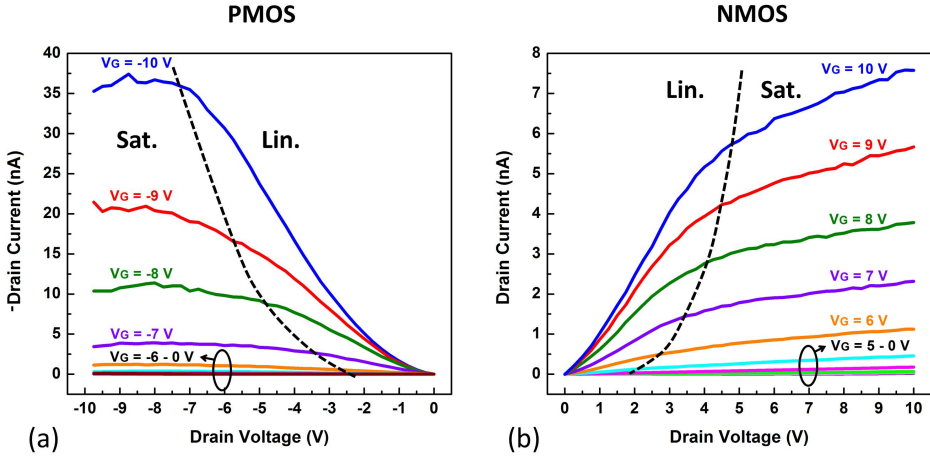 PMOS
40
35
30
25
20
15
10
5
0
-Drain Current (nA)
VG = -10 V
Sat.
Lin.
VG = -9 V
VG = -8 V
VG = -7 V
VG = -6 - 0 V
-10 -9 -8 -7 -6 -5 -4 -3 -2 -1 0
Drain Voltage (V)
(a)
NMOS
8
7
6
5
4
3
2
1
0
Drain Current (nA)
VG = 10 V
Lin.
Sat.
VG = 9 V
VG = 8 V
VG = 7 V
VG = 6 V
VG = 5 - 0 V
0 1 2 3 4 5 6 7 8 9 10
Drain Voltage (V)
(b)